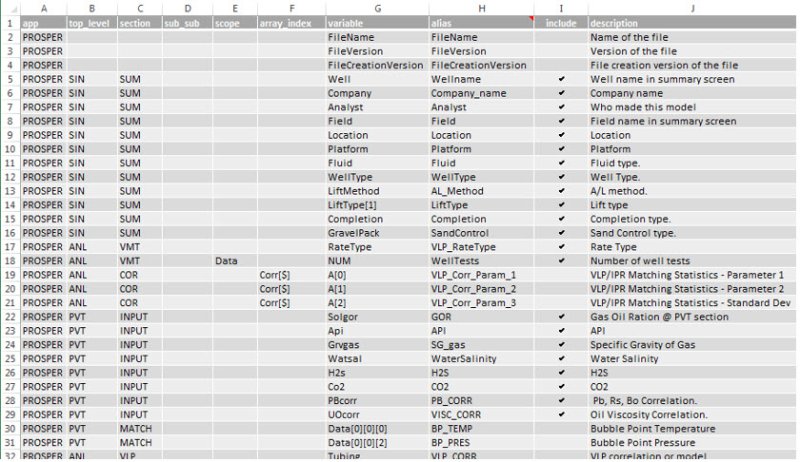 A B C D E F G H I J
1 app top_level section sub_sub scope array_index variable alias include description
2 PROSPER FileName FileName Name of the file
3 PROSPER FileVersion FileVersion Version of the file
4 PROSPER FileCreationVersion FileCreationVersion File creation version of the file
5 PROSPER SIN SUM Well Wellname ✔ Well name in summary screen
6 PROSPER SIN SUM Company Company_name ✔ Company name
7 PROSPER SIN SUM Analyst Analyst ✔ Who made this model
8 PROSPER SIN SUM Field Field ✔ Field name in summary screen
9 PROSPER SIN SUM Location Location ✔ Location
10 PROSPER SIN SUM Platform Platform ✔ Platform
11 PROSPER SIN SUM Fluid Fluid ✔ Fluid type.
12 PROSPER SIN SUM WellType WellType ✔ Well Type.
13 PROSPER SIN SUM LiftMethod AL_Method ✔ A/L method.
14 PROSPER SIN SUM LiftType[1] LiftType ✔ Lift type
15 PROSPER SIN SUM Completion Completion ✔ Completion type.
16 PROSPER SIN SUM GravelPack SandControl ✔ Sand Control type.
17 PROSPER ANL VMT RateType VLP_RateType ✔ Rate Type
18 PROSPER ANL VMT Data NUM WellTests ✔ Number of well tests
19 PROSPER ANL COR Corr[$] A[0] VLP_Corr_Param_1 VLP/IPR Matching Statistics - Parameter 1
20 PROSPER ANL COR Corr[$] A[1] VLP_Corr_Param_2 VLP/IPR Matching Statistics - Parameter 2
21 PROSPER ANL COR Corr[$] A[2] VLP_Corr_Param_3 VLP/IPR Matching Statistics - Standard Dev
22 PROSPER PVT INPUT Solgor GOR ✔ Gas Oil Ration @ PVT section
23 PROSPER PVT INPUT Api API ✔ API
24 PROSPER PVT INPUT Grvgas SG_gas ✔ Specific Gravity of Gas
25 PROSPER PVT INPUT Watsal WaterSalinity ✔ Water Salinity
26 PROSPER PVT INPUT H2s H2S ✔ H2S
27 PROSPER PVT INPUT Co2 CO2 ✔ CO2
28 PROSPER PVT INPUT PBcorr PB_CORR ✔ Pb, Rs, Bo Correlation.
29 PROSPER PVT INPUT UOcorr VISC_CORR ✔ Oil Viscosity Correlation.
30 PROSPER PVT MATCH Data[0][0][0] BP_TEMP Bubble Point Temperature
31 PROSPER PVT MATCH Data[0][0][2] BP_PRES Bubble Point Pressure
32 PROSPER ANL VLP Tubing VLP_CORR VLP correlation or model